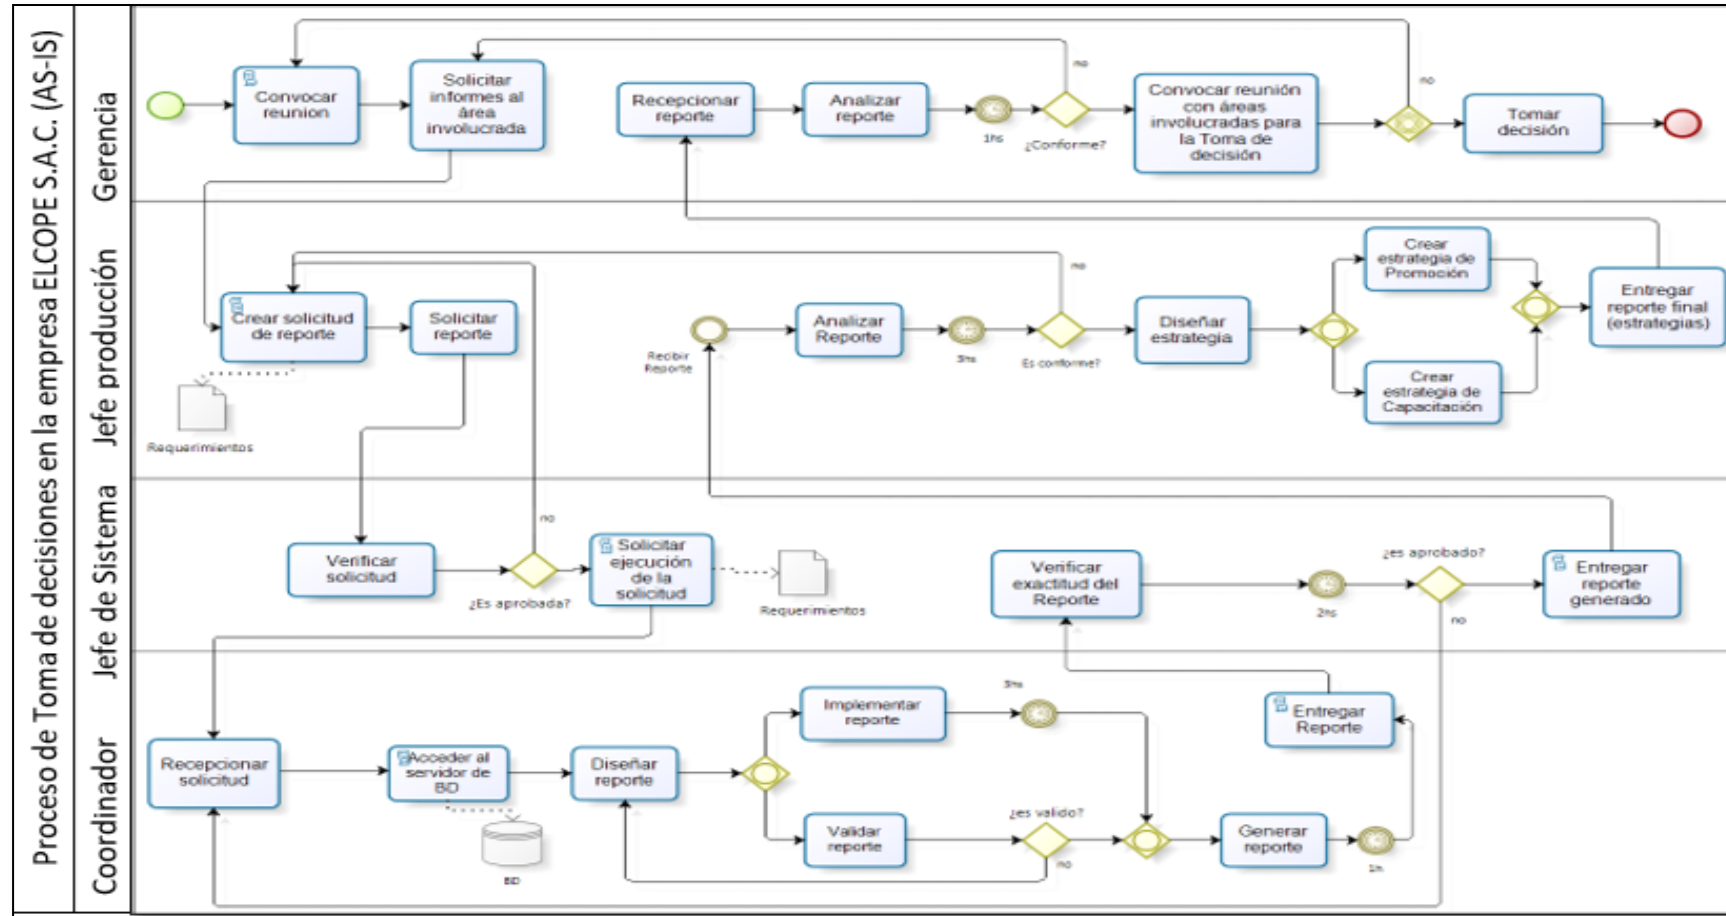 Proceso de Toma de decisiones en la empresa ELCOPE S.A.C. (AS-IS)
Gerencia
Convocar
reunion
Solicitar
informes al
área
involucrada
Recepcionar
reporte
Analizar
reporte
1hs
¿Conforme?
no
Convocar reunión
con áreas
involucradas para
la Toma de
decisión
no
Tomar
decisión
Jefe producción
Crear solicitud
de reporte
Requerimientos
Solicitar
reporte
Recibir
Reporte
Analizar
Reporte
3hs
Es conforme?
no
Diseñar
estrategia
Crear
estrategia de
Promoción
Crear
estrategia de
Capacitación
Entregar
reporte final
(estrategias)
Jefe de Sistema
Verificar
solicitud
¿Es aprobada?
no
Solicitar
ejecución
de la
solicitud
Requerimientos
Verificar
exactitud del
Reporte
2hs
¿es aprobado?
no
Entregar
reporte
generado
Coordinador
Recepcionar
solicitud
Acceder al
servidor de
BD
BD
Diseñar
reporte
Implementar
reporte
3hs
Validar
reporte
¿es valido?
no
Generar
reporte
1h
Entregar
Reporte